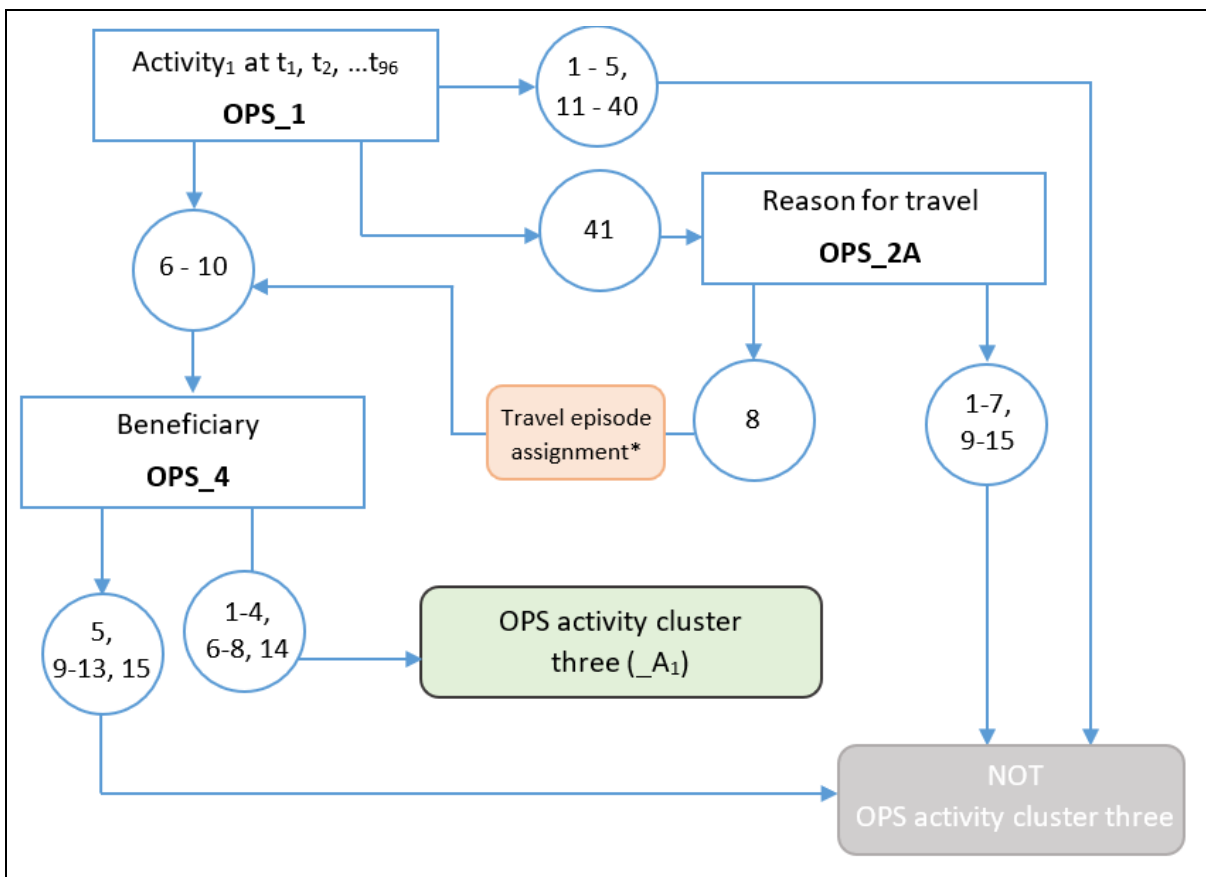 Activity₁ at t₁, t₂, ...t₉₆
OPS_1
1 - 5,
11 - 40
41
Reason for travel
OPS_2A
6 - 10
8
1-7,
9-15
Travel episode
assignment*
Beneficiary
OPS_4
5,
9-13, 15
1-4,
6-8, 14
OPS activity cluster
three (_A₁)
NOT
OPS activity cluster three